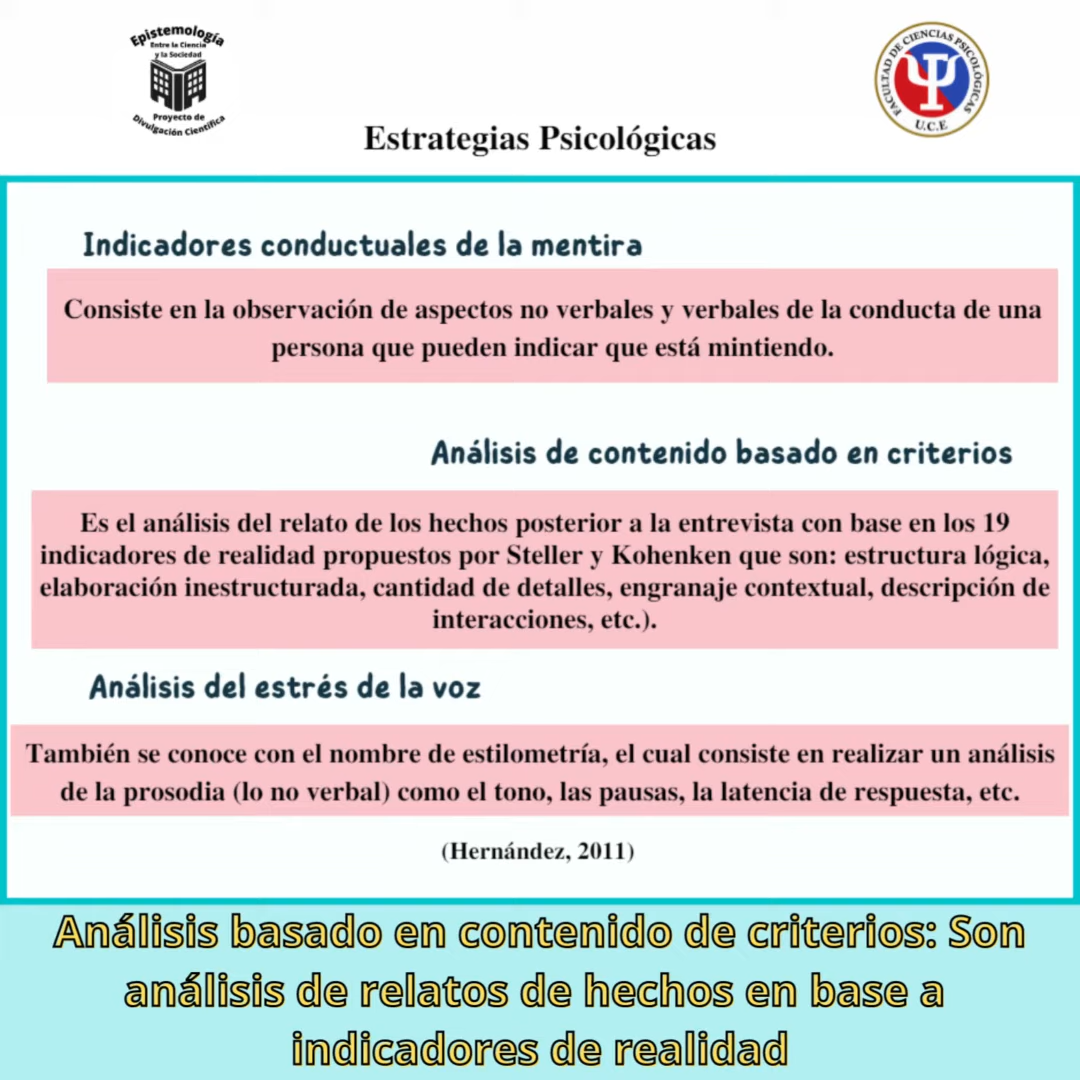 Epistemología
Entre la Ciencia
y la Sociedad
Proyecto de
Divulgación Científica
FACULTAD DE CIENCIAS PSICOLÓGICAS
U.C.E
Estrategias Psicológicas
Indicadores conductuales de la mentira
Consiste en la observación de aspectos no verbales y verbales de la conducta de una
persona que pueden indicar que está mintiendo.
Análisis de contenido basado en criterios
Es el análisis del relato de los hechos posterior a la entrevista con base en los 19
indicadores de realidad propuestos por Steller y Kohenken que son: estructura lógica,
elaboración inestructurada, cantidad de detalles, engranaje contextual, descripción de
interacciones, etc.).
Análisis del estrés de la voz
También se conoce con el nombre de estilometría, el cual consiste en realizar un análisis
de la prosodia (lo no verbal) como el tono, las pausas, la latencia de respuesta, etc.
(Hernández, 2011)
Análisis basado en contenido de criterios: Son
análisis de relatos de hechos en base a
indicadores de realidad